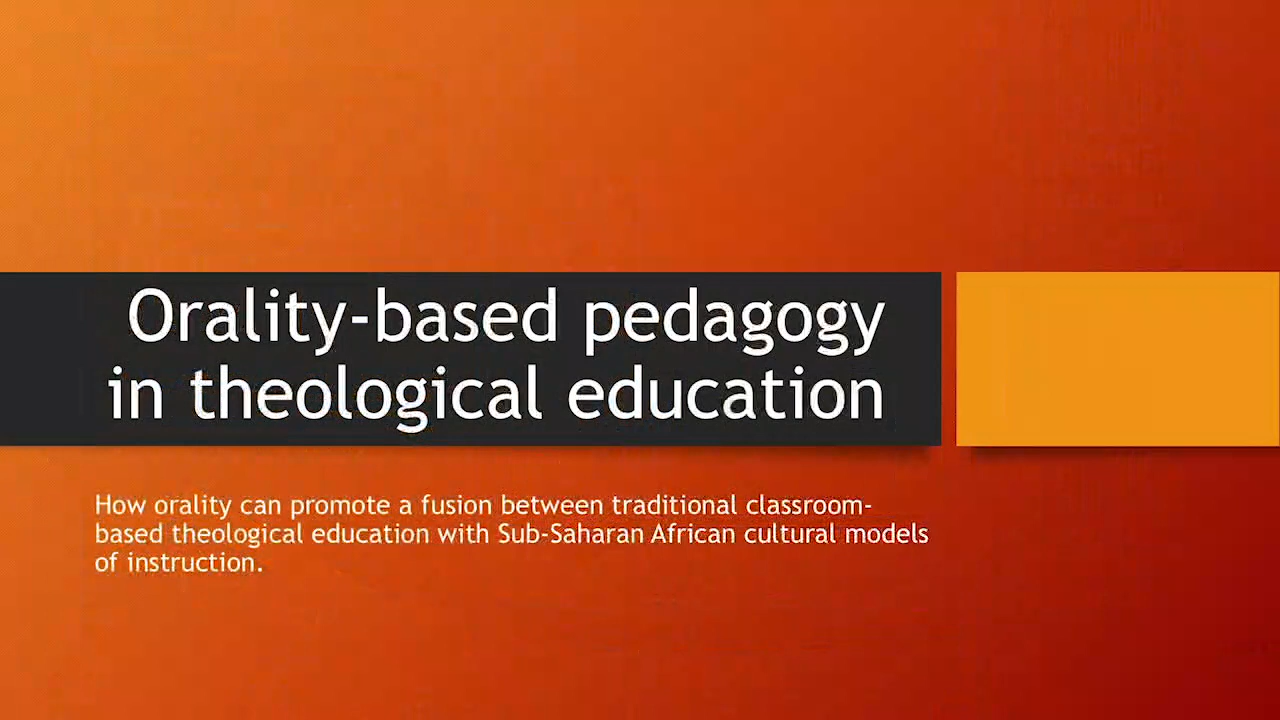 Orality-based pedagogy
in theological education
How orality can promote a fusion between traditional classroom-
based theological education with Sub-Saharan African cultural models
of instruction.